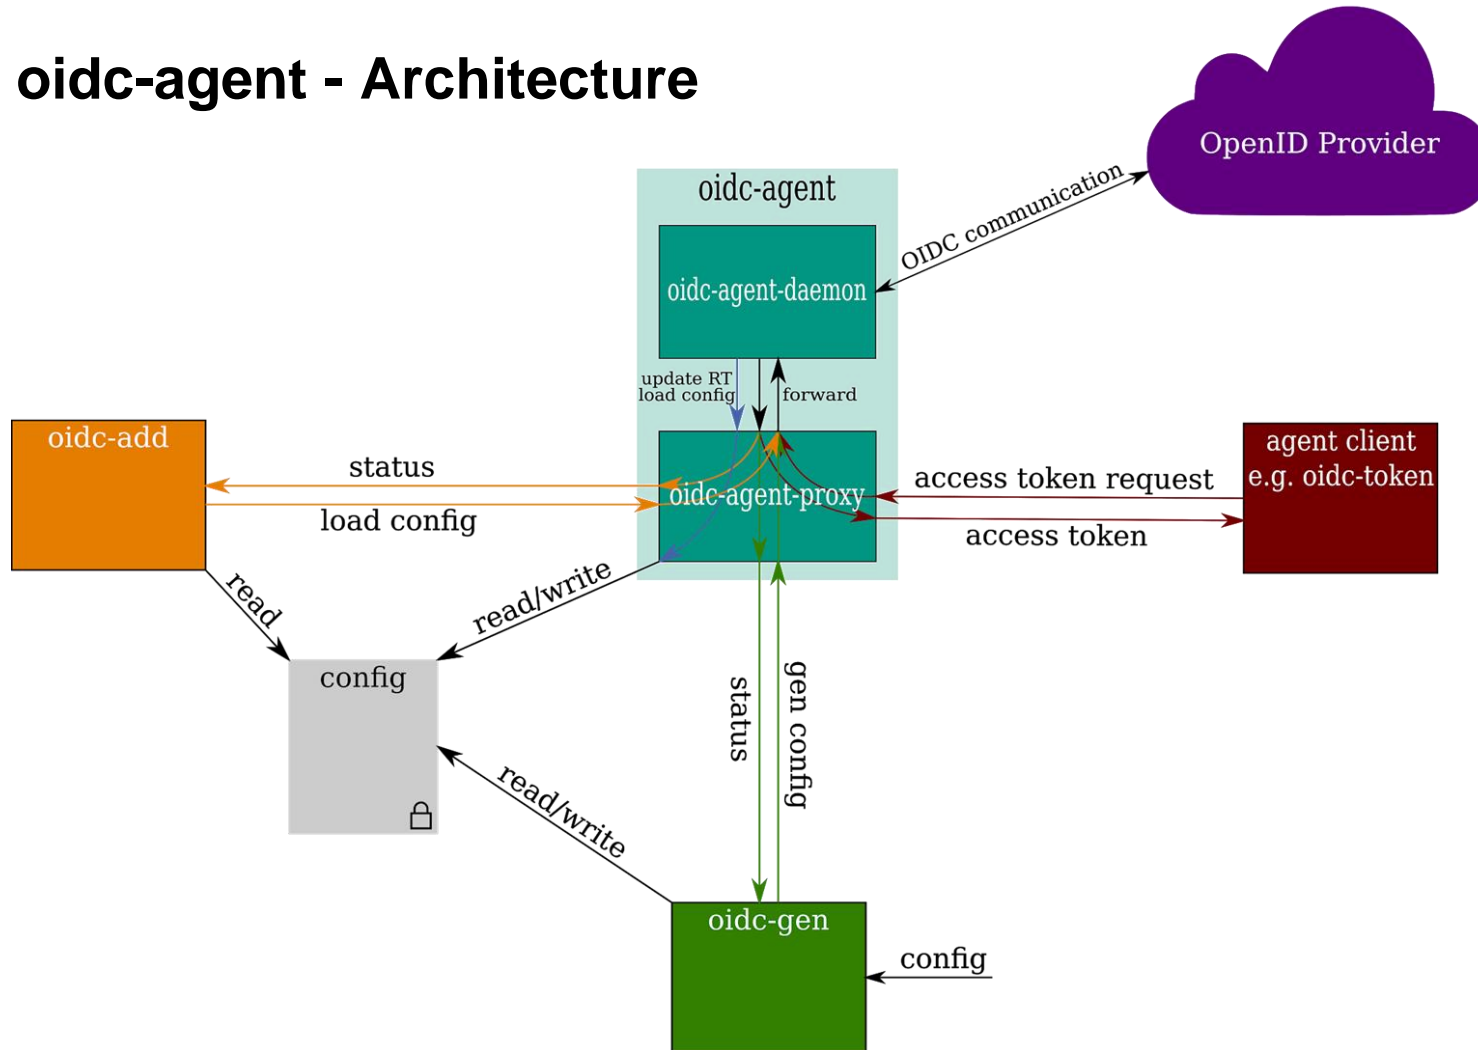 oidc-agent - Architecture
OpenID Provider
oidc-agent
OIDC communication
oidc-agent-daemon
update RT
load config
forward
oidc-add
status
load config
oidc-agent-proxy
access token request
access token
agent client
e.g. oidc-token
read
read/write
config
status
gen config
read/write
oidc-gen
config